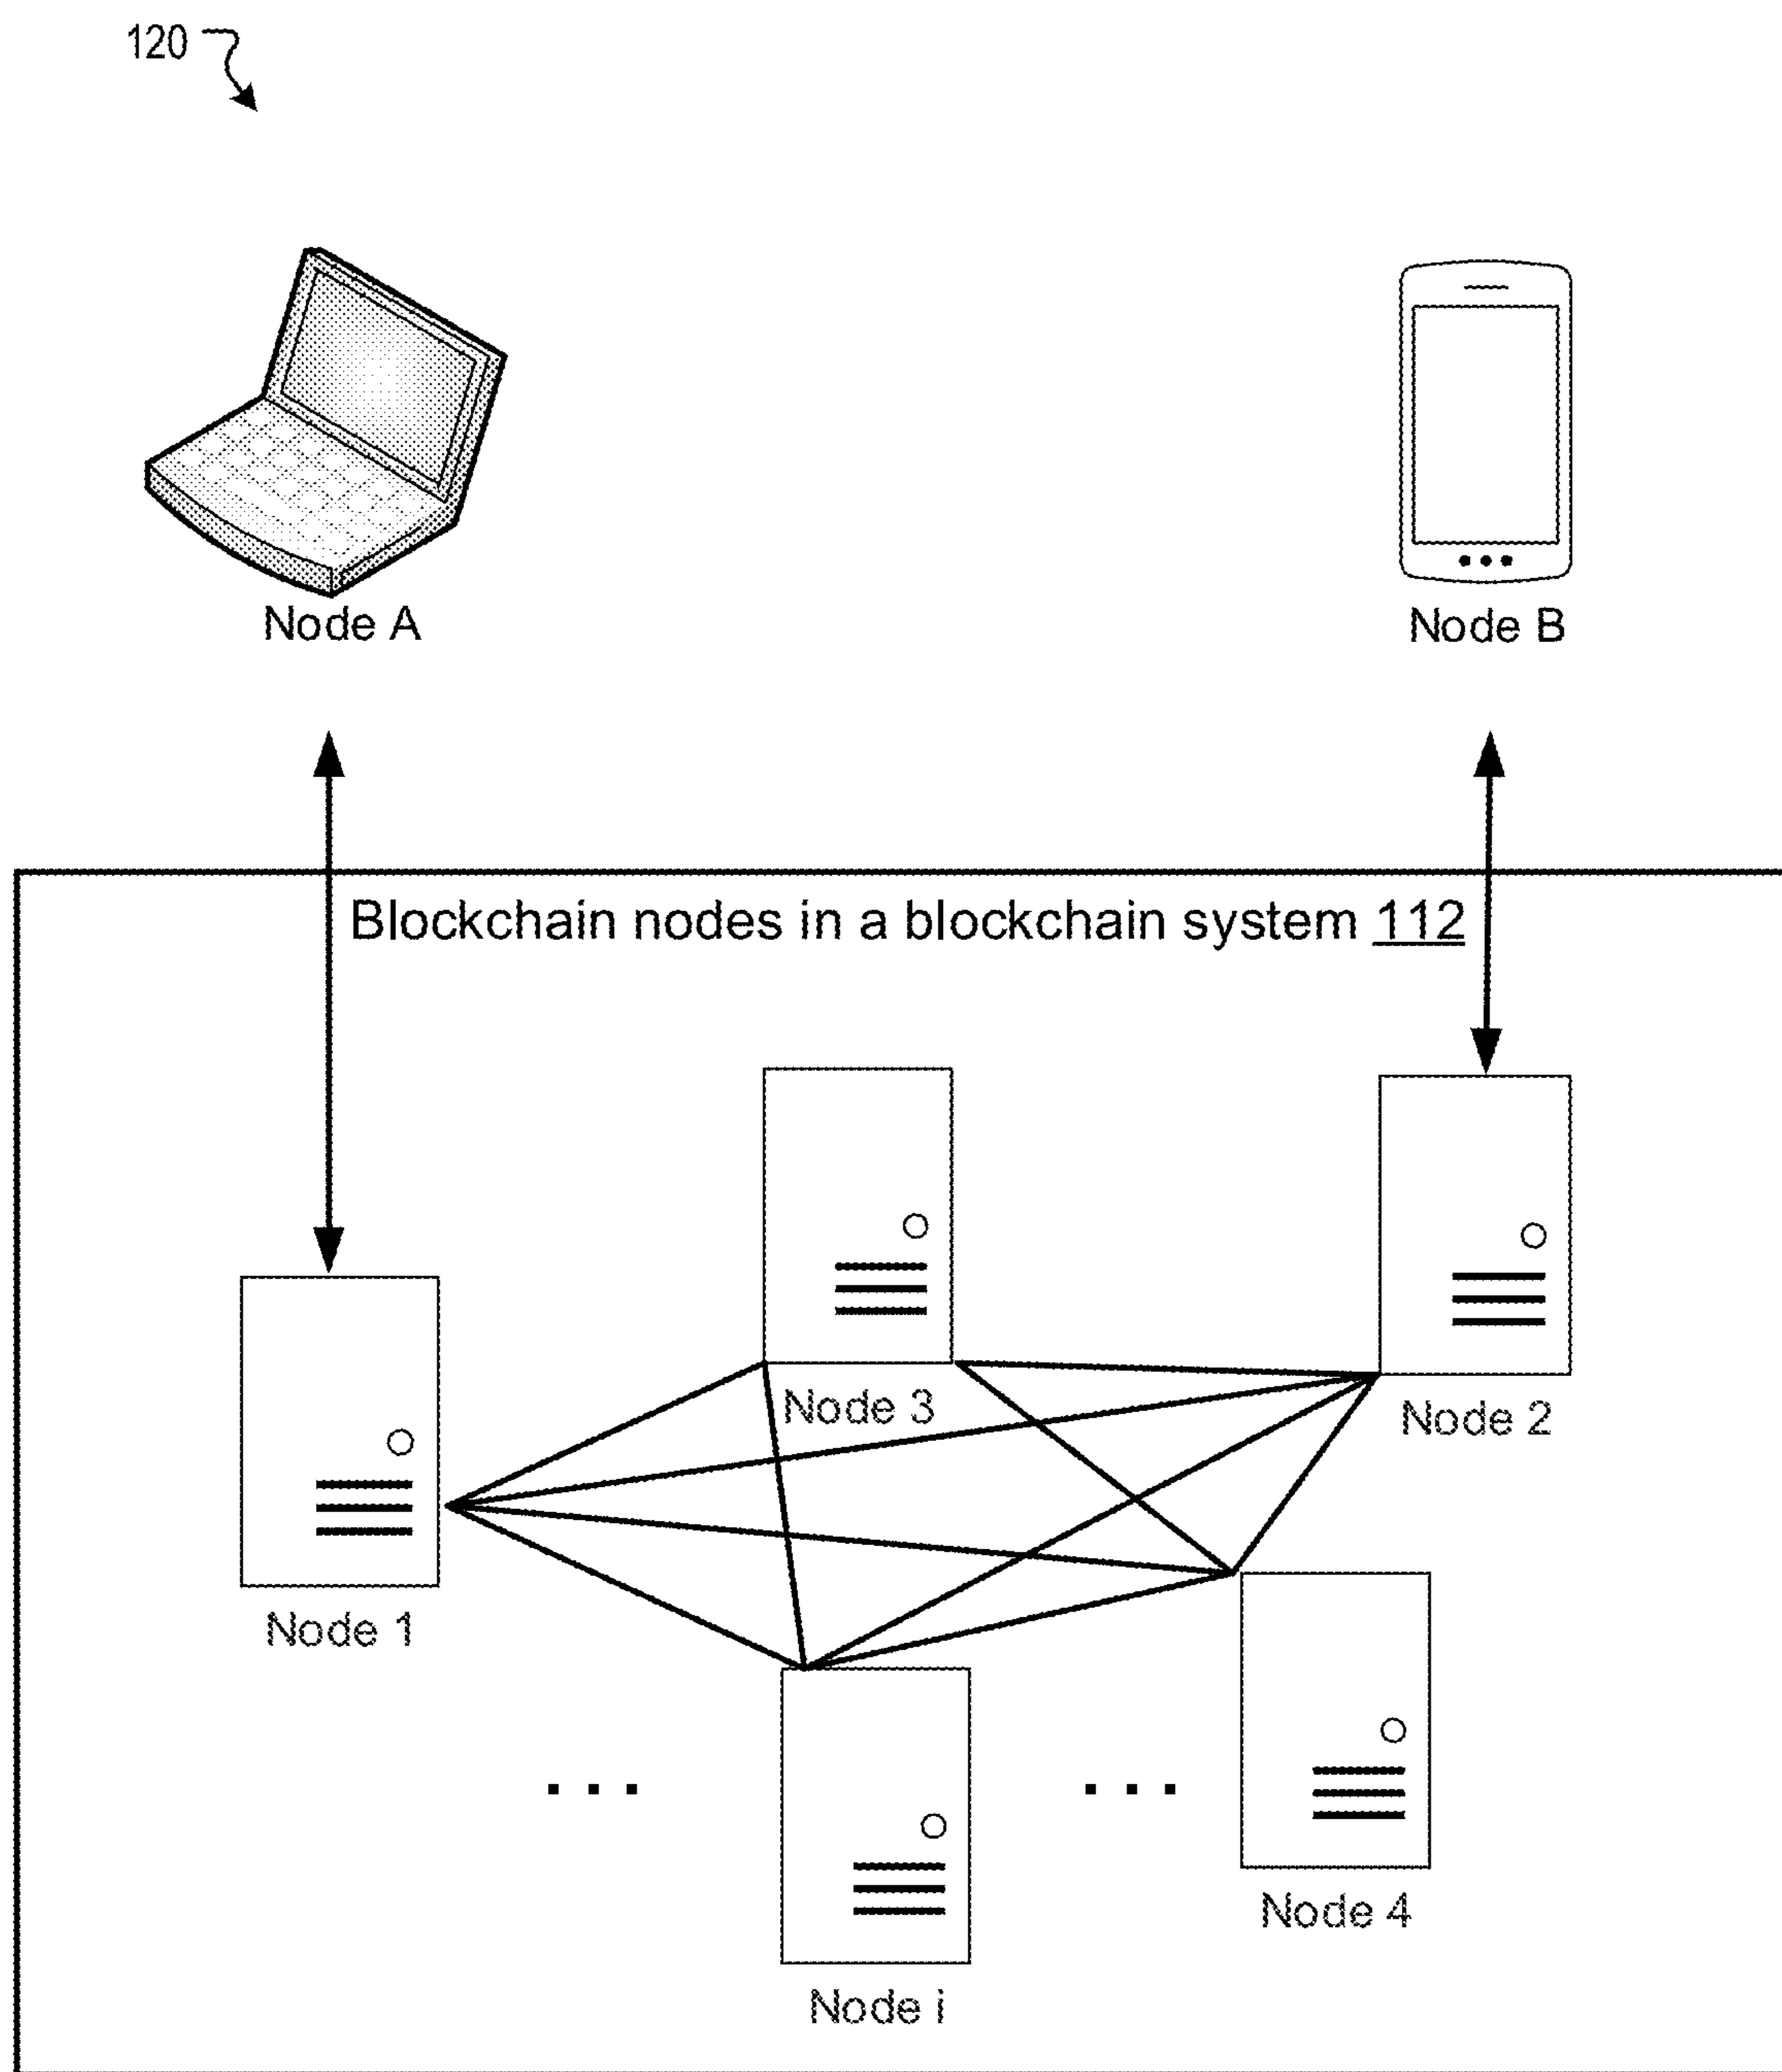 120
Node A
Node B
Blockchain nodes in a blockchain system 112
Node 3
Node 2
Node 1
. . .
. . .
Node 4
Node i